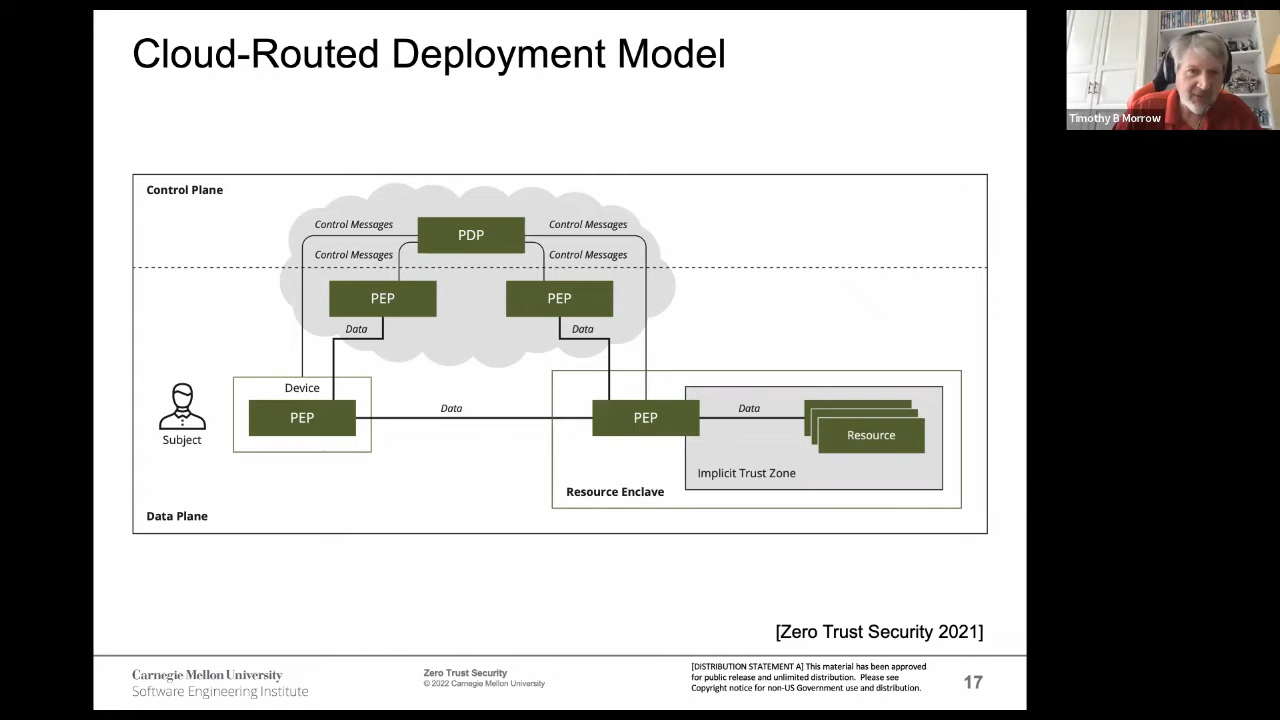 Cloud-Routed Deployment Model
Timothy B Morrow
Control Plane
Control Messages
PDP
Control Messages
Control Messages
Control Messages
PEP
PEP
Data
Data
Device
PEP
Data
PEP
Data
Resource
Subject
Implicit Trust Zone
Resource Enclave
Data Plane
[Zero Trust Security 2021]
Carnegie Mellon University
Software Engineering Institute
Zero Trust Security
© 2022 Carnegie Mellon University
[DISTRIBUTION STATEMENT A] This material has been approved
for public release and unlimited distribution. Please see
Copyright notice for non-US Government use and distribution.
17